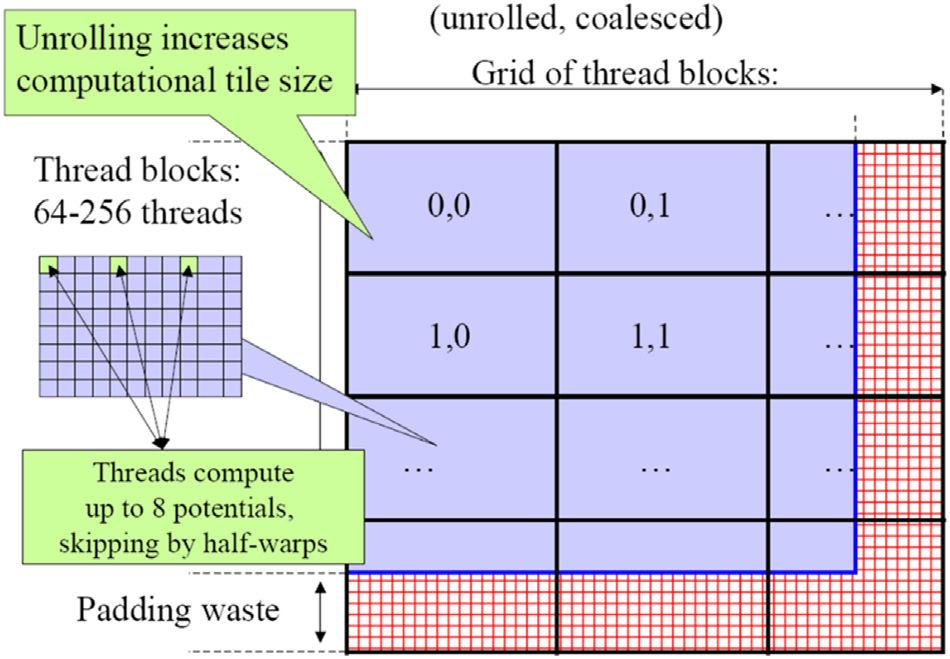 (unrolled, coalesced)
Unrolling increases
computational tile size
Grid of thread blocks:
Thread blocks:
64-256 threads
0,0
0,1
...
1,0
1,1
...
...
...
...
Threads compute
up to 8 potentials,
skipping by half-warps
Padding waste